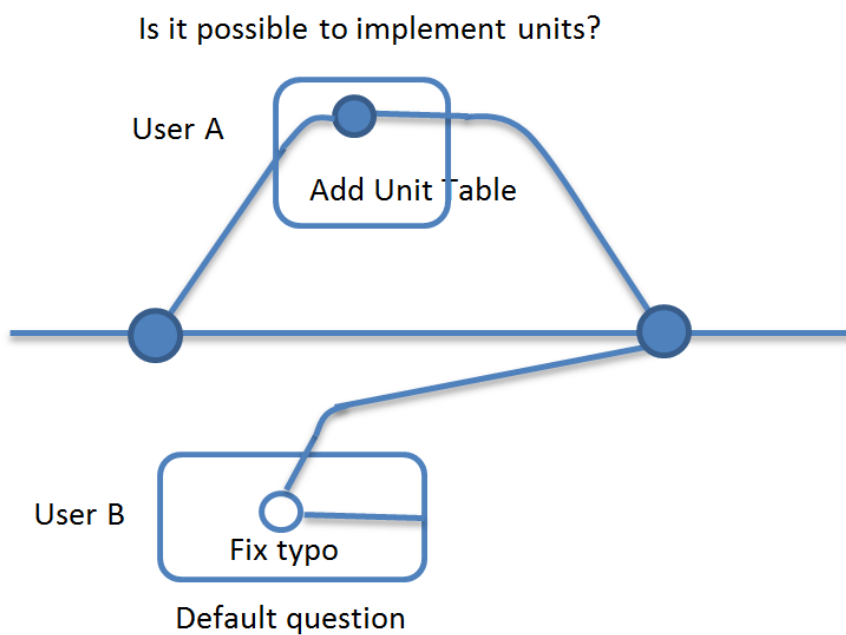 Is it possible to implement units?
User A
Add Unit Table
User B
Fix typo
Default question